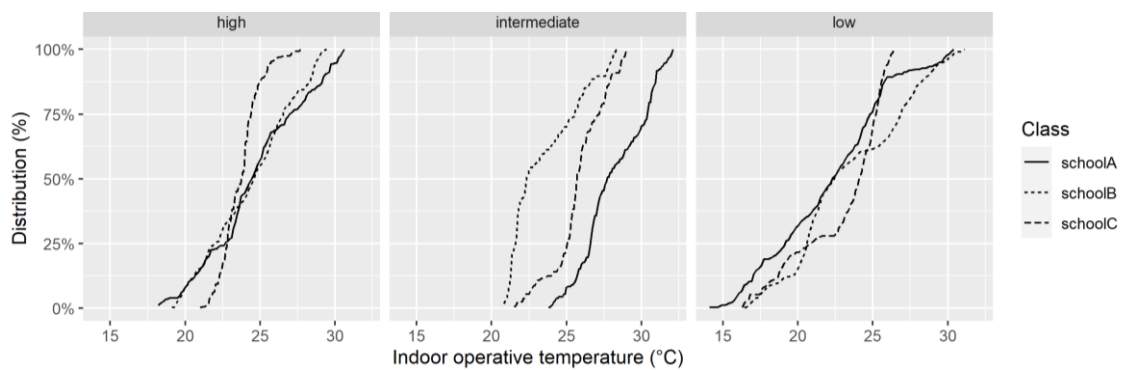 high intermediate low
100%
75%
50%
25%
0%
Distribution (%)
15 20 25 30 15 20 25 30 15 20 25 30
Indoor operative temperature (°C)
Class
schoolA
schoolB
schoolC